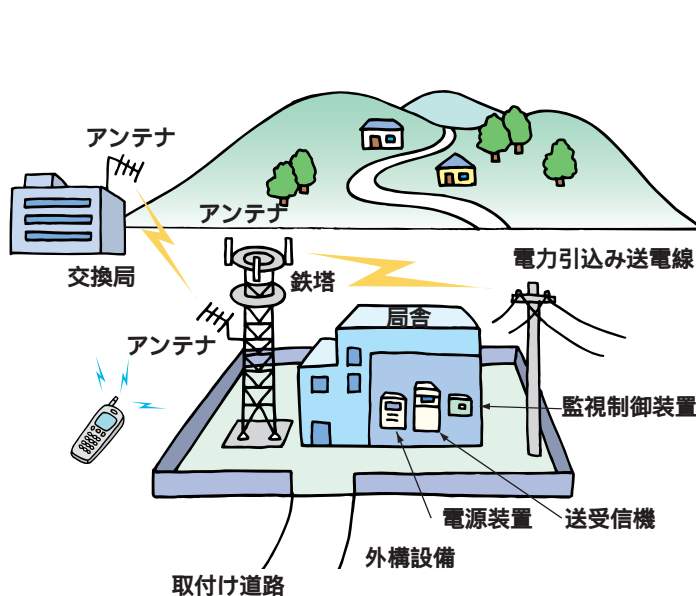 アンテナ
アンテナ
交換局
電力引込み送電線
鉄塔
局舎
アンテナ
監視制御装置
電源装置
送受信機
外構設備
取付け道路